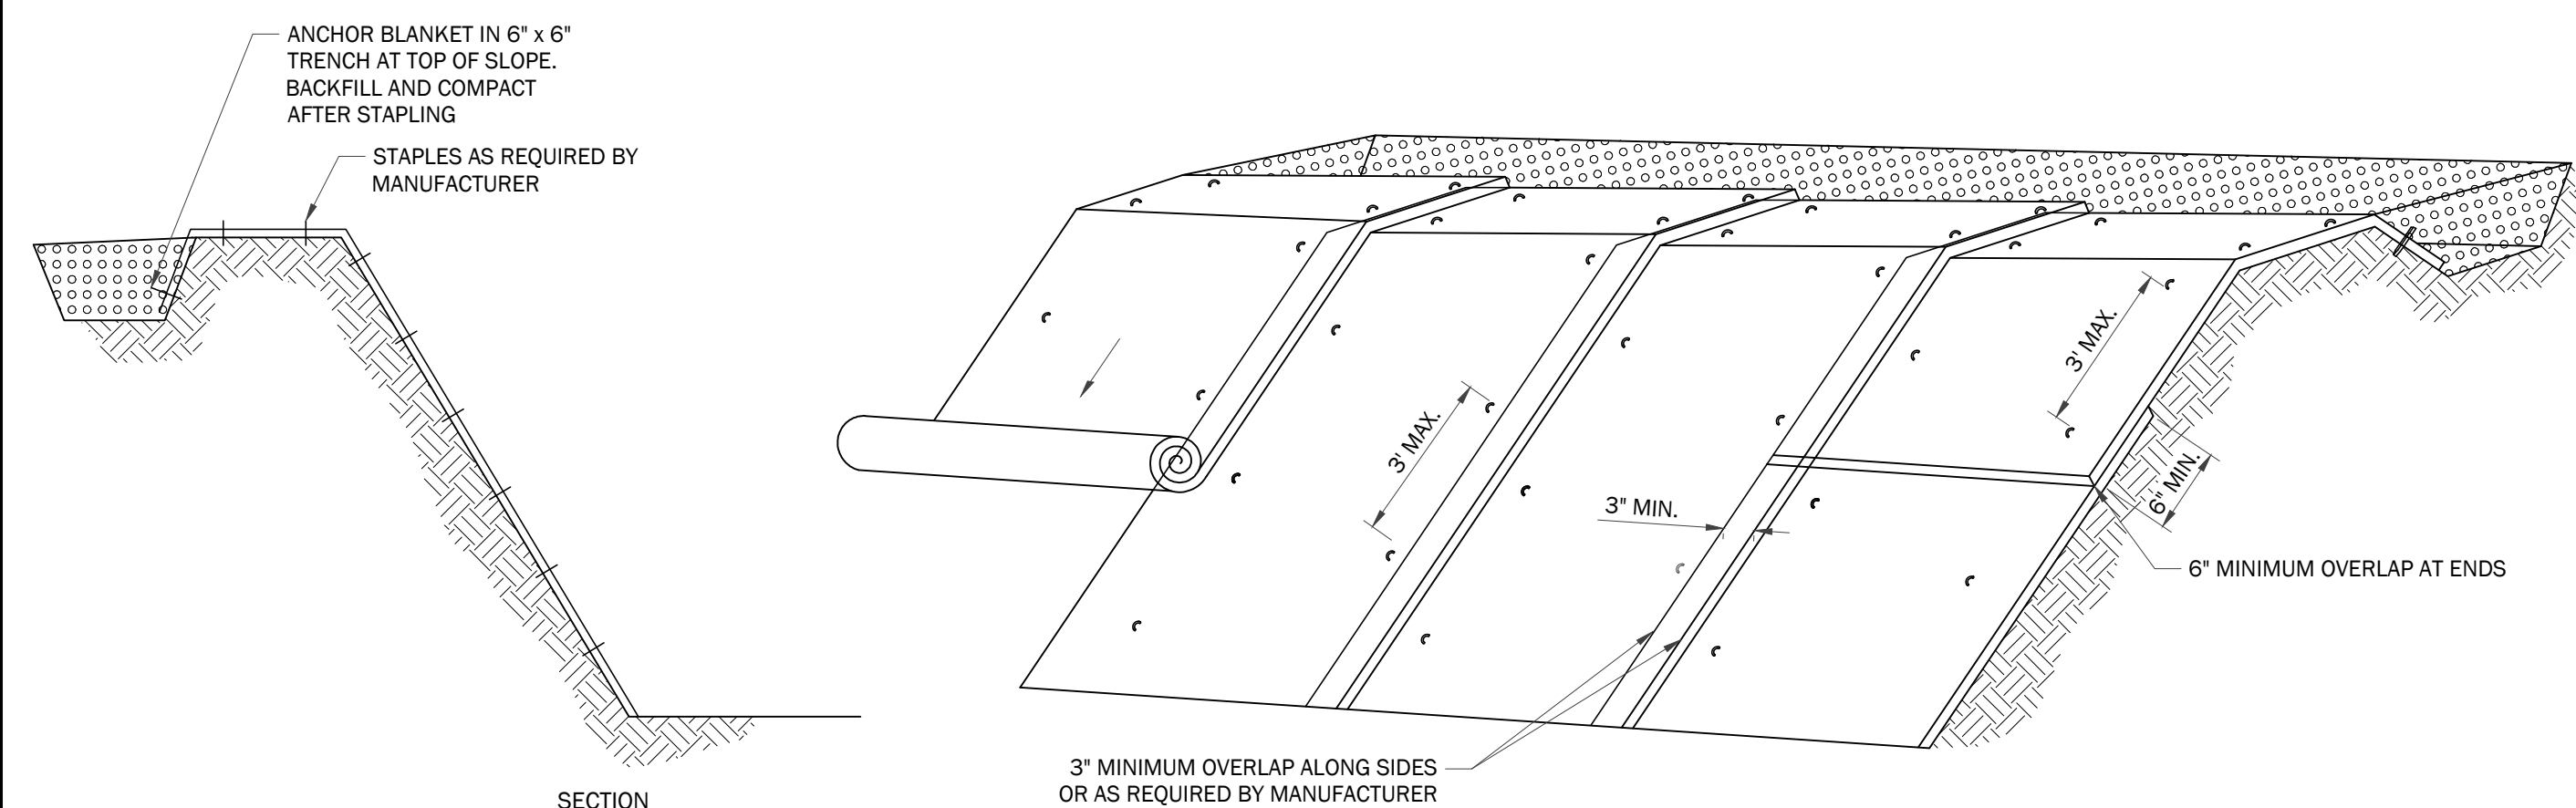 ANCHOR BLANKET IN 6" x 6"
TRENCH AT TOP OF SLOPE.
BACKFILL AND COMPACT
AFTER STAPLING
STAPLES AS REQUIRED BY
MANUFACTURER
SECTION
3' MAX.
3" MIN.
3' MAX.
6" MIN.
6" MINIMUM OVERLAP AT ENDS
3" MINIMUM OVERLAP ALONG SIDES
OR AS REQUIRED BY MANUFACTURER